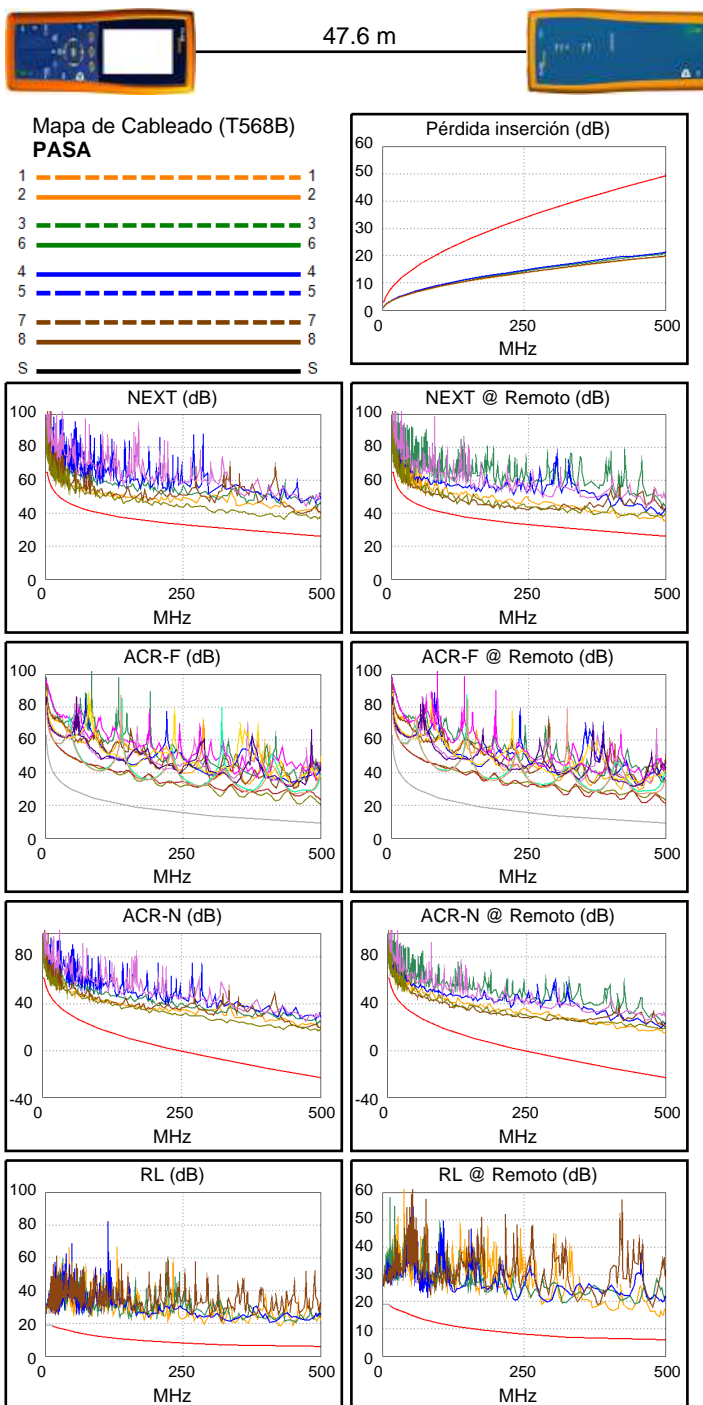 47.6 m
Mapa de Cableado (T568B)
PASA
1 1
2 2
3 3
6 6
4 4
5 5
7 7
8 8
S S
Pérdida inserción (dB)
60
50
40
30
20
10
0
0 250 500
MHz
NEXT (dB)
100
80
60
40
20
0
0 250 500
MHz
NEXT @ Remoto (dB)
100
80
60
40
20
0
0 250 500
MHz
ACR-F (dB)
100
80
60
40
20
0
0 250 500
MHz
ACR-F @ Remoto (dB)
100
80
60
40
20
0
0 250 500
MHz
ACR-N (dB)
80
40
0
-40
0 250 500
MHz
ACR-N @ Remoto (dB)
80
40
0
-40
0 250 500
MHz
RL (dB)
100
80
60
40
20
0
0 250 500
MHz
RL @ Remoto (dB)
60
50
40
30
20
10
0
0 250 500
MHz